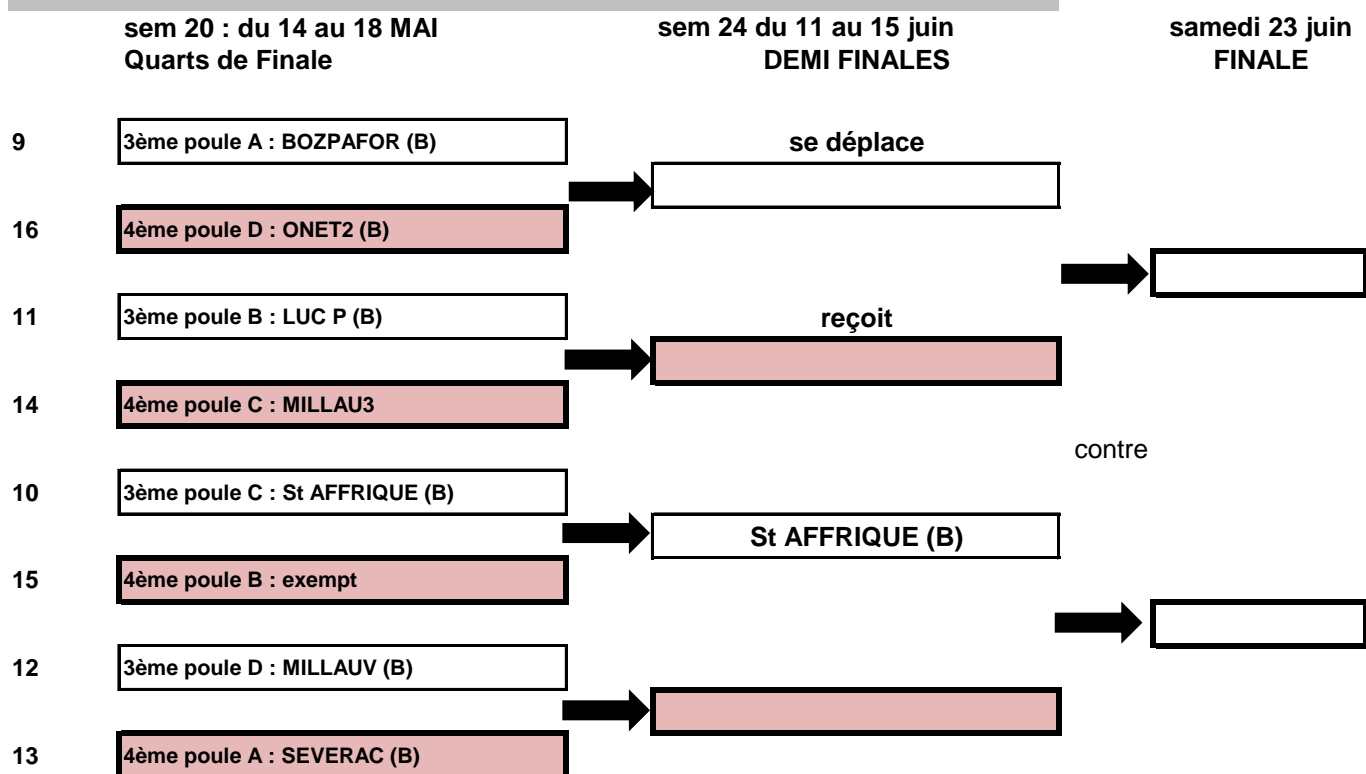 sem 20 : du 14 au 18 MAI
Quarts de Finale
sem 24 du 11 au 15 juin
DEMI FINALES
samedi 23 juin
FINALE
9
3ème poule A : BOZPAFOR (B)
se déplace
16
4ème poule D : ONET2 (B)
11
3ème poule B : LUC P (B)
reçoit
14
4ème poule C : MILLAU3
contre
10
3ème poule C : St AFFRIQUE (B)
St AFFRIQUE (B)
15
4ème poule B : exempt
12
3ème poule D : MILLAUV (B)
13
4ème poule A : SEVERAC (B)